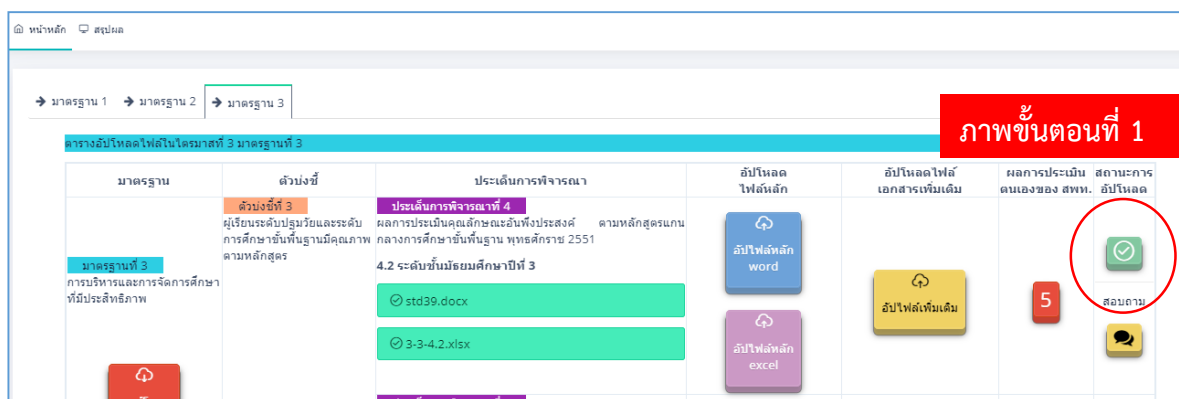 หน้าหลัก สรุปผล
มาตรฐาน 1 มาตรฐาน 2 มาตรฐาน 3
ภาพขั้นตอนที่ 1
ตารางอัปโหลดไฟล์ในไตรมาสที่ 3 มาตรฐานที่ 3
มาตรฐาน
ตัวบ่งชี้
ประเด็นการพิจารณา
อัปโหลด
ไฟล์หลัก
อัปโหลดไฟล์
เอกสารเพิ่มเติม
ผลการประเมิน
ตนเองของ สพท.
สถานะการ
อัปโหลด
มาตรฐานที่ 3
การบริหารและการจัดการศึกษา
ที่มีประสิทธิภาพ
ตัวบ่งชี้ที่ 3
ผู้เรียนระดับปฐมวัยและระดับ
การศึกษาขั้นพื้นฐานมีคุณภาพ
ตามหลักสูตร
ประเด็นการพิจารณาที่ 4
ผลการประเมินคุณลักษณะอันพึงประสงค์ ตามหลักสูตรแกน
กลางการศึกษาขั้นพื้นฐาน พุทธศักราช 2551
4.2 ระดับชั้นมัธยมศึกษาปีที่ 3
std39.docx
3-3-4.2.xlsx
อัปไฟล์หลัก
word
อัปไฟล์หลัก
excel
อัปไฟล์เพิ่มเติม
5
สอบถาม